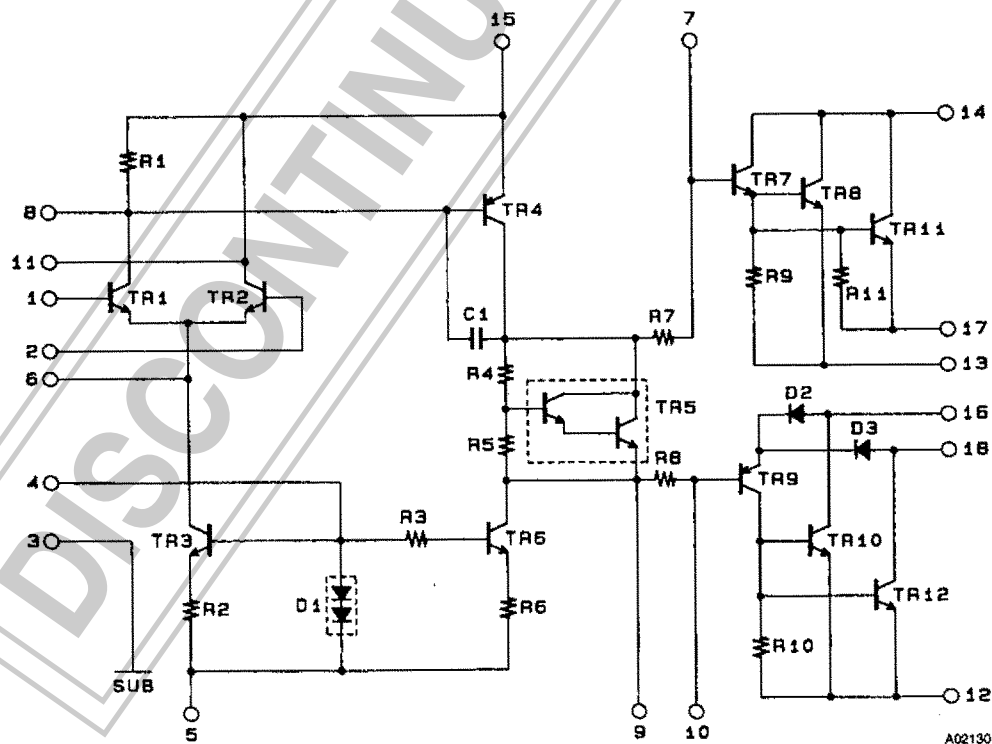 15
7
14
R1
TR7
TR8
8
TR4
TR11
11
R9
R11
1
TR1
TR2
C1
R7
17
2
R4
13
6
D2
TR5
16
D3
R5
18
R8
4
TR9
R3
3
TR3
TR6
TR10
D1
TR12
R2
R6
R10
SUB
12
5
9
10
A02130
DISCONTINU